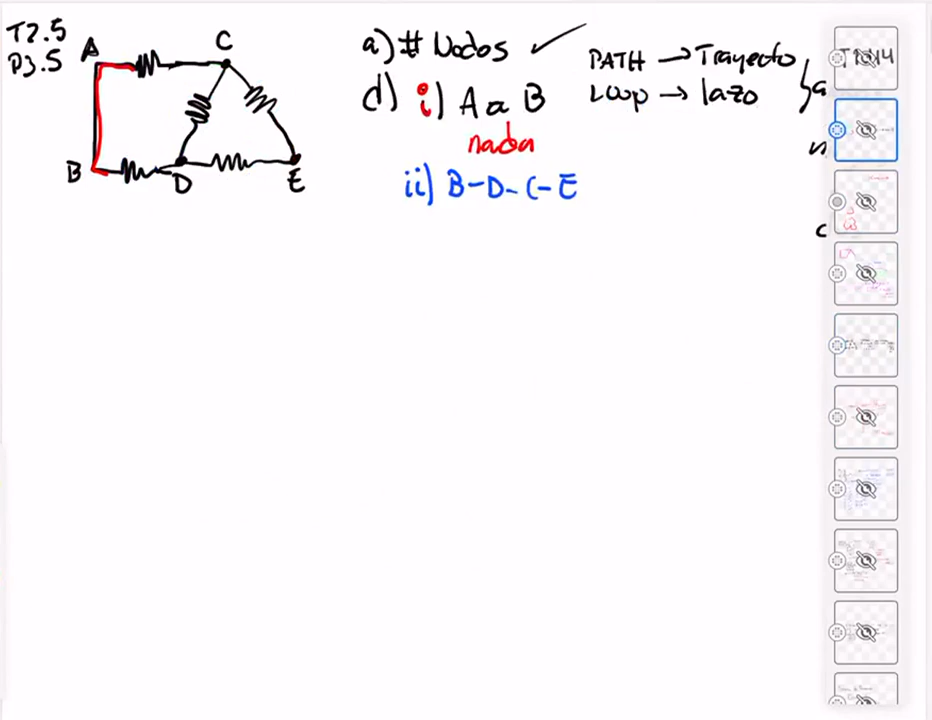 T2.5
P3.5
A
C
B
D
E
a) # Nodos ✓
d) i) A a B
nada
ii) B-D-C-E
PATH → Trayecto
Loop → lazo
a
n
c